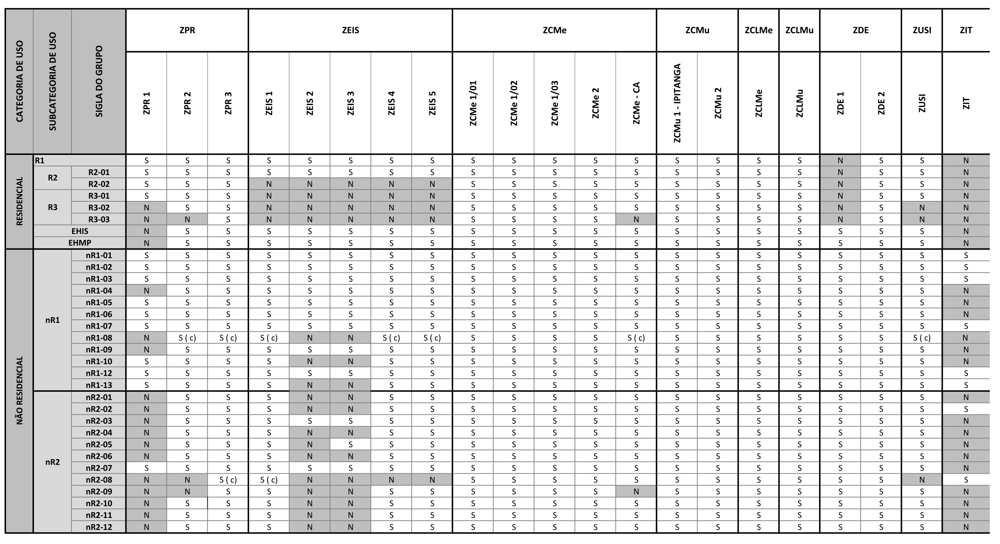 CATEGORIA DE USO SUBCATEGORIA DE USO SIGLA DO GRUPO ZPR ZEIS ZCMe ZCMu ZCLMe ZCLMu ZDE ZUSI ZIT
ZPR 1 ZPR 2 ZPR 3 ZEIS 1 ZEIS 2 ZEIS 3 ZEIS 4 ZEIS 5 ZCMe 1/01 ZCMe 1/02 ZCMe 1/03 ZCMe 2 ZCMe - CA ZCMu 1 - IPITANGA ZCMu 2 ZCLMe ZCLMu ZDE 1 ZDE 2 ZUSI ZIT
RESIDENCIAL
R1 S S S S S S S S S S S S S S S S S N S S N
R2
R2-01 S S S S S S S S S S S S S S S S S N S S N
R2-02 S S S N N N N N S S S S S S S S S N S S N
R3
R3-01 S S S N N N N N S S S S S S S S S N S S N
R3-02 N S S N N N N N S S S S S S S S S N S N N
R3-03 N N S N N N N N S S S S N S S S S N S N N
EHIS N S S S S S S S S S S S S S S S S S S S N
EHMP N S S S S S S S S S S S S S S S S S S S N
NÃO RESIDENCIAL
nR1
nR1-01 S S S S S S S S S S S S S S S S S S S S S
nR1-02 S S S S S S S S S S S S S S S S S S S S S
nR1-03 S S S S S S S S S S S S S S S S S S S S S
nR1-04 N S S S S S S S S S S S S S S S S S S S N
nR1-05 S S S S S S S S S S S S S S S S S S S S N
nR1-06 S S S S S S S S S S S S S S S S S S S S N
nR1-07 S S S S S S S S S S S S S S S S S S S S S
nR1-08 N S ( c) S ( c) S ( c) N N S ( c) S ( c) S S S S S ( c) S S S S S S S ( c) N
nR1-09 N S S S S S S S S S S S S S S S S S S S N
nR1-10 S S S S N N S S S S S S S S S S S S S S N
nR1-12 S S S S S S S S S S S S S S S S S S S S S
nR1-13 S S S S N N S S S S S S S S S S S S S S S
nR2
nR2-01 N S S S N N S S S S S S S S S S S S S S N
nR2-02 N S S S N N S S S S S S S S S S S S S S S
nR2-03 N S S S S S S S S S S S S S S S S S S S N
nR2-04 N S S S N N S S S S S S S S S S S S S S N
nR2-05 N S S S N S S S S S S S S S S S S S S S N
nR2-06 N S S S N N S S S S S S S S S S S S S S N
nR2-07 S S S S S S S S S S S S S S S S S S S S N
nR2-08 N N S ( c) S ( c) N N N N S S S S S S S S S S S N S
nR2-09 N N S S N N S S S S S S N S S S S S S S N
nR2-10 N S S S N N S S S S S S S S S S S S S S N
nR2-11 N S S S N N S S S S S S S S S S S S S S N
nR2-12 N S S S N N S S S S S S S S S S S S S S N